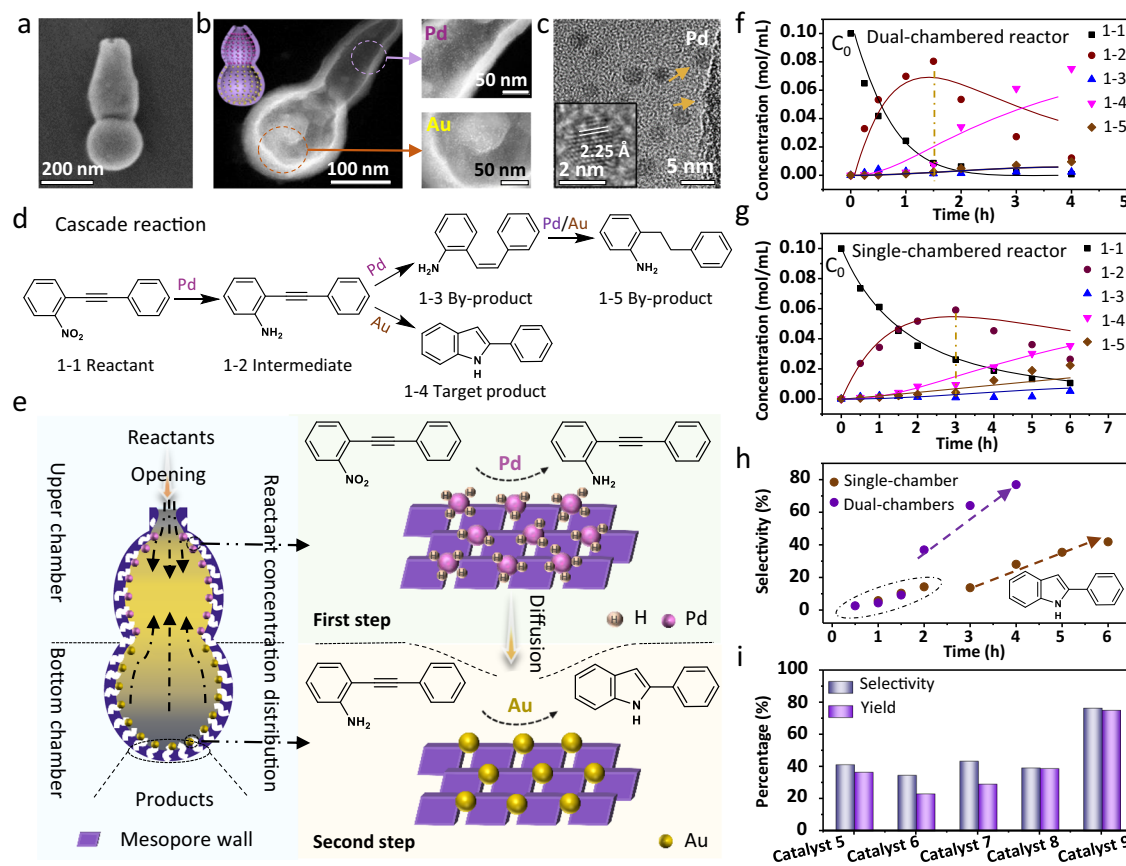 a
200 nm
b
100 nm
Pd
50 nm
Au
50 nm
c
Pd
2.25 Å
2 nm
5 nm
d
Cascade reaction
NO2
1-1 Reactant
Pd
NH2
1-2 Intermediate
Pd
Au
H2N
1-3 By-product
Pd/Au
NH2
1-5 By-product
N
H
1-4 Target product
e
Reactants
Opening
Upper chamber
Bottom chamber
Reactant concentration distribution
Products
Mesopore wall
NO2
Pd
NH2
H
First step
H
Pd
Diffusion
NH2
Au
N
H
Second step
Au
f
Dual-chambered reactor
C0
1-1
1-2
1-3
1-4
1-5
Concentration (mol/mL)
0.10
0.08
0.06
0.04
0.02
0.00
0 1 2 3 4 5
Time (h)
g
Single-chambered reactor
C0
1-1
1-2
1-3
1-4
1-5
Concentration (mol/mL)
0.10
0.08
0.06
0.04
0.02
0.00
0 1 2 3 4 5 6 7
Time (h)
h
Single-chamber
Dual-chambers
Selectivity (%)
100
80
60
40
20
0
N
H
0 1 2 3 4 5 6
Time (h)
i
Selectivity
Yield
Percentage (%)
100
80
60
40
20
0
Catalyst 5
Catalyst 6
Catalyst 7
Catalyst 8
Catalyst 9